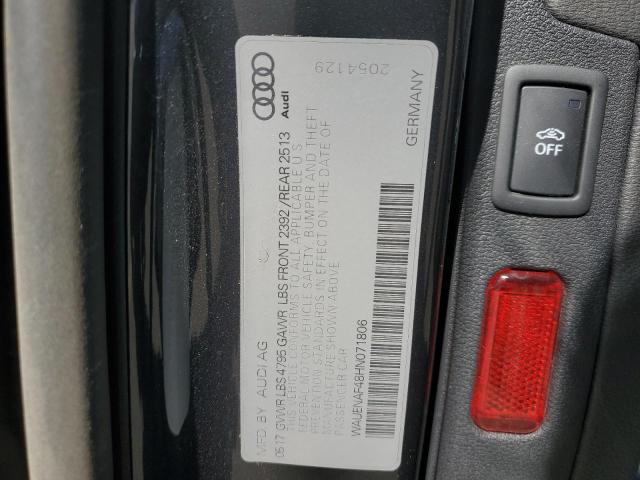 MFD. BY AUDI AG
05 17 GVWR LBS 4795 GAWR LBS FRONT 2392 / REAR 2513
THIS VEHICLE CONFORMS TO ALL APPLICABLE U S
FEDERAL MOTOR VEHICLE SAFETY, BUMPER AND THEFT
PREVENTION STANDARDS IN EFFECT ON THE DATE OF
MANUFACTURE SHOWN ABOVE
PASSENGER CAR
WAUENAF48HN071806
GERMANY
Audi
2054129
OFF